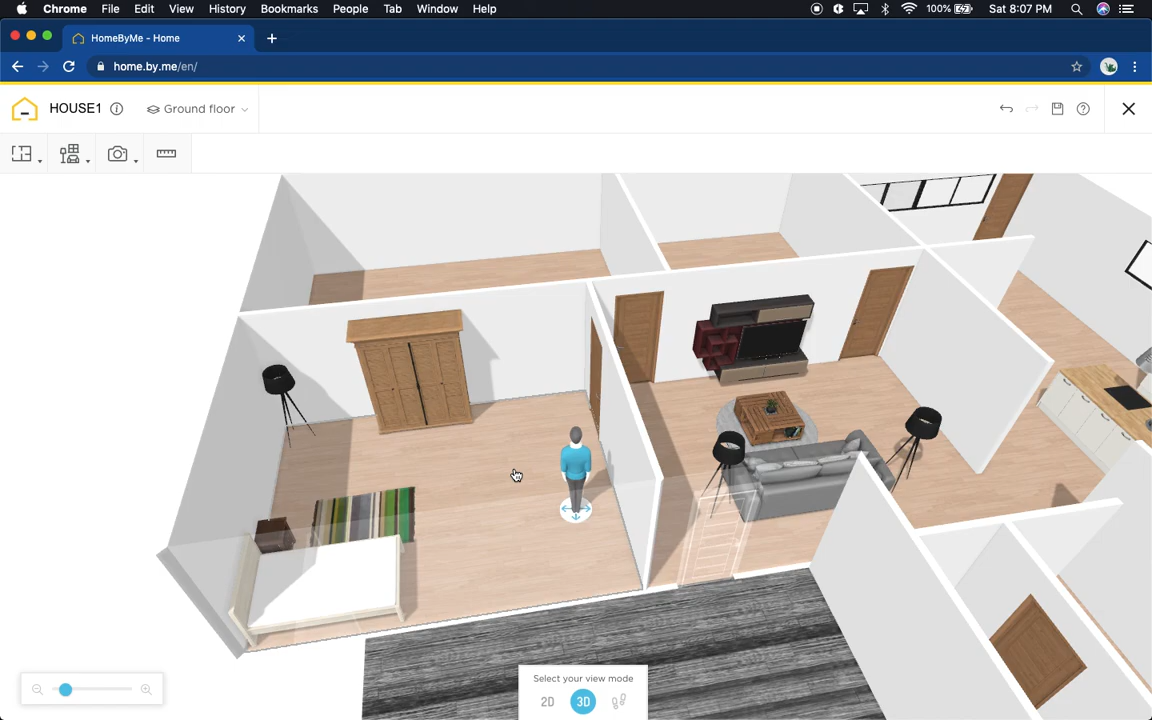 Chrome File Edit View History Bookmarks People Tab Window Help 100% Sat 8:07 PM
HomeByMe - Home
home.by.me/en/
HOUSE1 Ground floor
Select your view mode
2D 3D